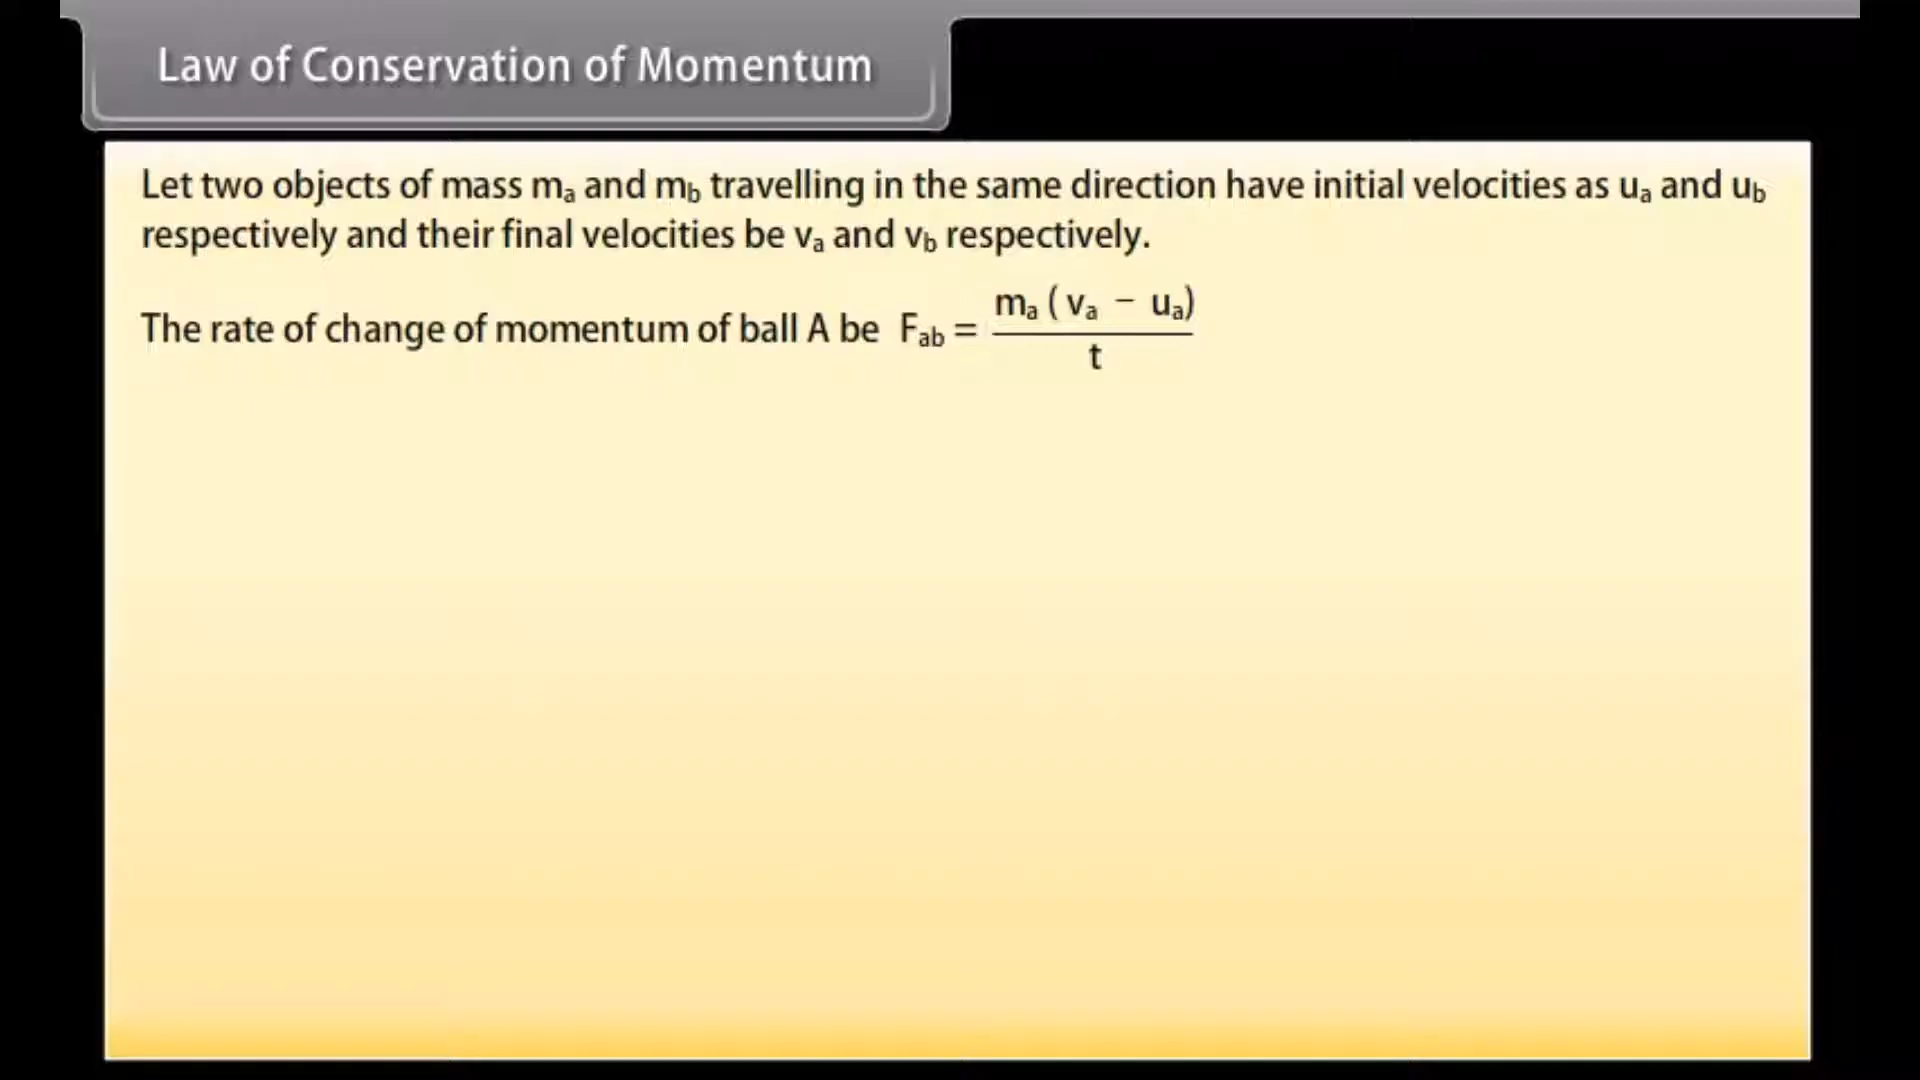 Law of Conservation of Momentum
Let two objects of mass mₐ and m_b travelling in the same direction have initial velocities as uₐ and u_b
respectively and their final velocities be vₐ and v_b respectively.
The rate of change of momentum of ball A be F_ab = mₐ ( vₐ − uₐ) / t